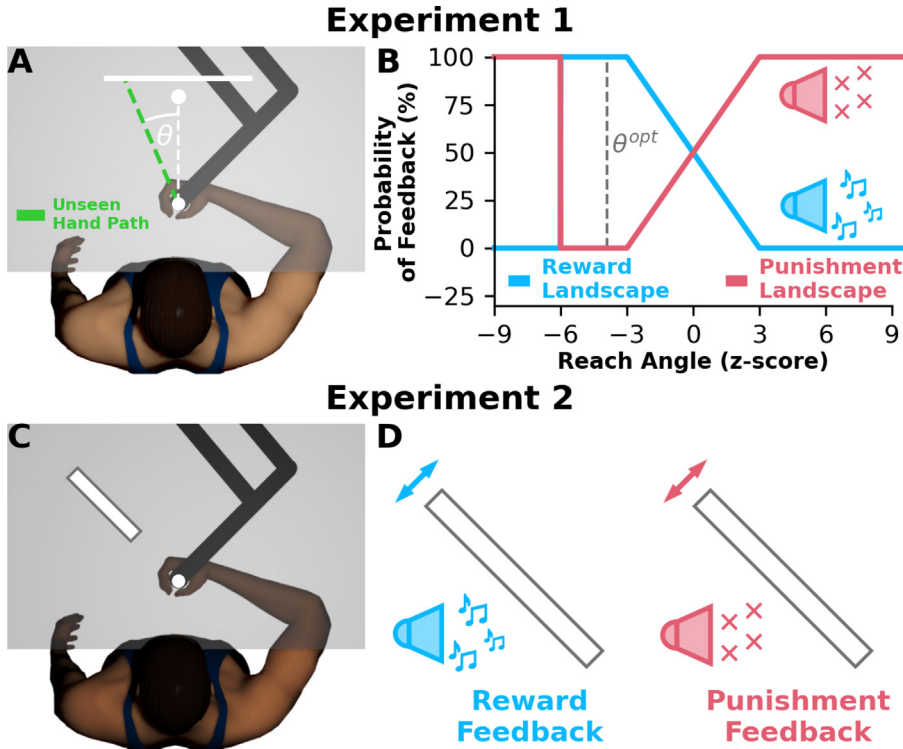 Experiment 1
A
θ
Unseen
Hand Path
B
Probability
of Feedback (%)
100
75
50
25
0
−25
θopt
Reward
Landscape
Punishment
Landscape
−9 −6 −3 0 3 6 9
Reach Angle (z-score)
Experiment 2
C
D
Reward
Feedback
Punishment
Feedback